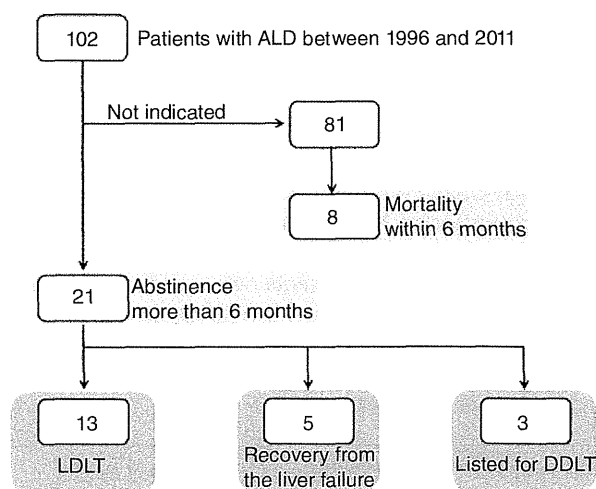 102 Patients with ALD between 1996 and 2011
Not indicated
81
8
Mortality
within 6 months
21
Abstinence
more than 6 months
13
LDLT
5
Recovery from
the liver failure
3
Listed for DDLT